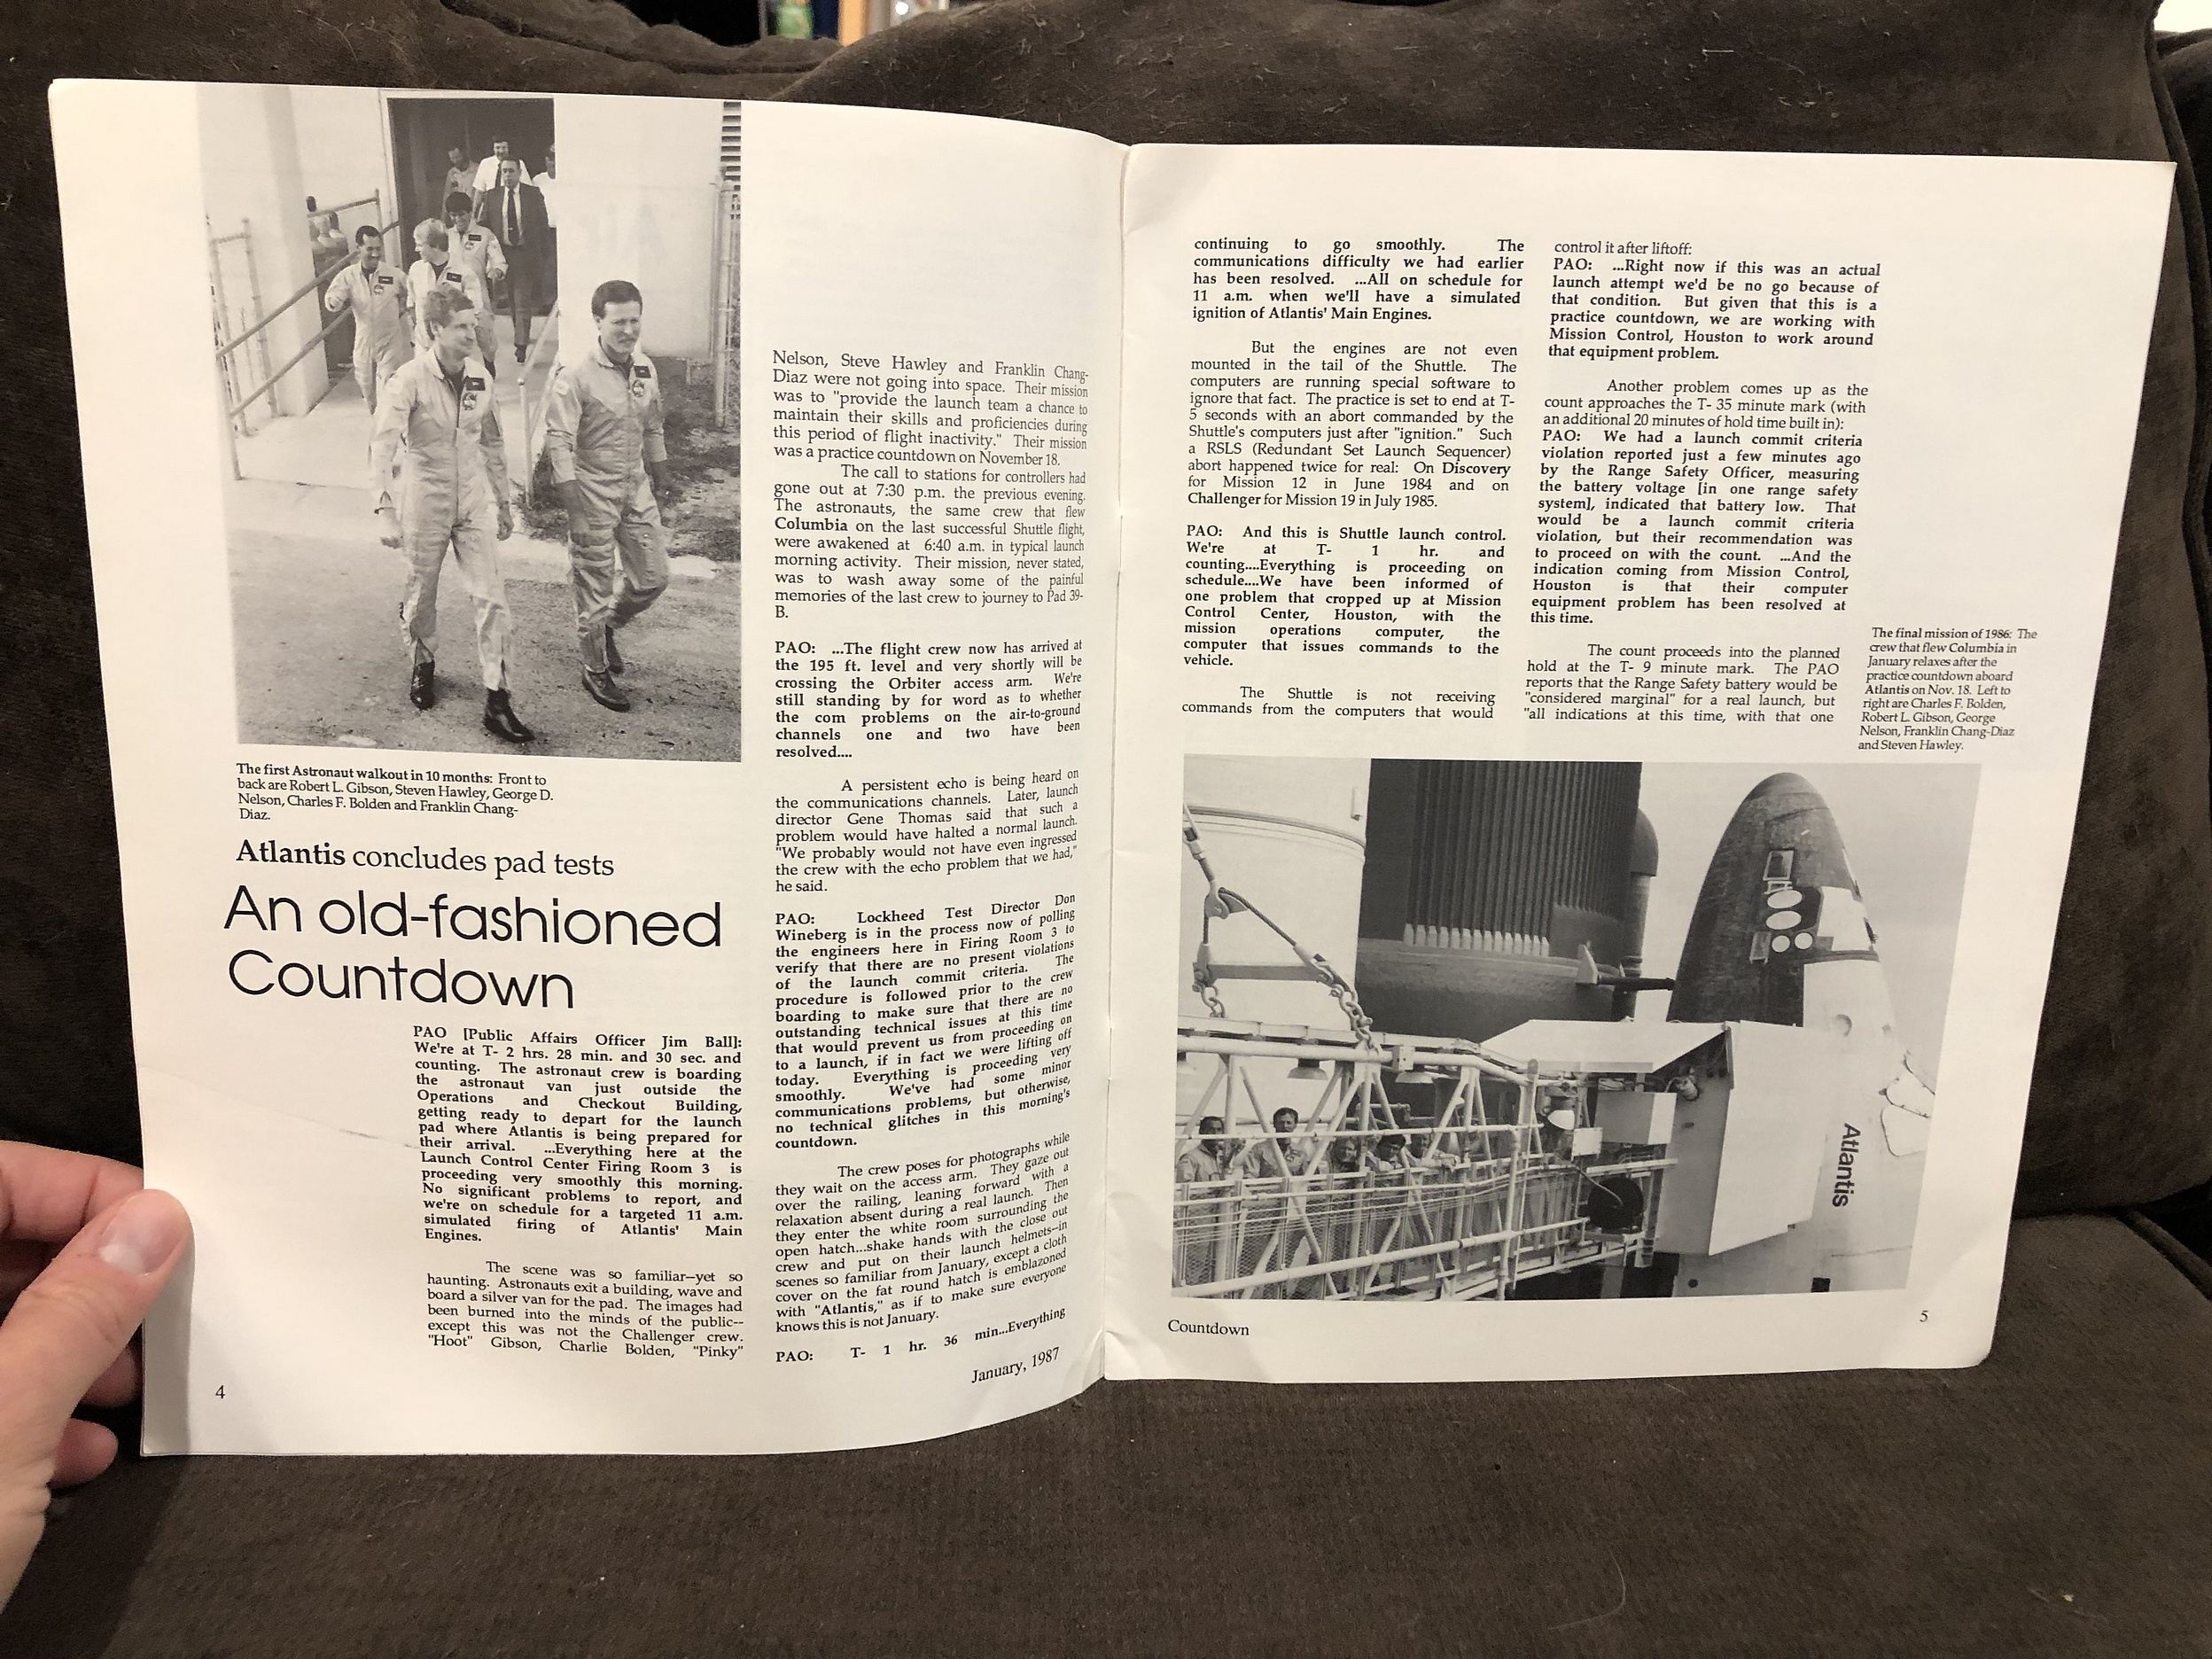 The first Astronaut walkout in 10 months: Front to
back are Robert L. Gibson, Steven Hawley, George D.
Nelson, Charles F. Bolden and Franklin Chang-
Diaz.
Atlantis concludes pad tests
An old-fashioned
Countdown
PAO [Public Affairs Officer Jim Ball]:
We're at T- 2 hrs. 28 min. and 30 sec. and
counting. The astronaut crew is boarding
the astronaut van just outside the
Operations and Checkout Building,
getting ready to depart for the launch
pad where Atlantis is being prepared for
their arrival. ...Everything here at the
Launch Control Center Firing Room 3 is
proceeding very smoothly this morning.
No significant problems to report, and
we're on schedule for a targeted 11 a.m.
simulated firing of Atlantis' Main
Engines.
The scene was so familiar--yet so
haunting. Astronauts exit a building, wave and
board a silver van for the pad. The images had
been burned into the minds of the public--
except this was not the Challenger crew.
"Hoot" Gibson, Charlie Bolden, "Pinky"
4
Nelson, Steve Hawley and Franklin Chang-
Diaz were not going into space. Their mission
was to "provide the launch team a chance to
maintain their skills and proficiencies during
this period of flight inactivity." Their mission
was a practice countdown on November 18.
The call to stations for controllers had
gone out at 7:30 p.m. the previous evening.
The astronauts, the same crew that flew
Columbia on the last successful Shuttle flight,
were awakened at 6:40 a.m. in typical launch
morning activity. Their mission, never stated,
was to wash away some of the painful
memories of the last crew to journey to Pad 39-
B.
PAO: ...The flight crew now has arrived at
the 195 ft. level and very shortly will be
crossing the Orbiter access arm. We're
still standing by for word as to whether
the com problems on the air-to-ground
channels one and two have been
resolved....
A persistent echo is being heard on
the communications channels. Later, launch
director Gene Thomas said that such a
problem would have halted a normal launch.
"We probably would not have even ingressed
the crew with the echo problem that we had,"
he said.
PAO: Lockheed Test Director Don
Wineberg is in the process now of polling
the engineers here in Firing Room 3 to
verify that there are no present violations
of the launch commit criteria. The
procedure is followed prior to the crew
boarding to make sure that there are no
outstanding technical issues at this time
that would prevent us from proceeding on
to a launch, if in fact we were lifting off
today. Everything is proceeding very
smoothly. We've had some minor
communications problems, but otherwise,
no technical glitches in this morning's
countdown.
The crew poses for photographs while
they wait on the access arm. They gaze out
over the railing, leaning forward with a
relaxation absent during a real launch. Then
they enter the white room surrounding the
open hatch...shake hands with the close out
crew and put on their launch helmets--in
scenes so familiar from January, except a cloth
cover on the fat round hatch is emblazoned
with "Atlantis," as if to make sure everyone
knows this is not January.
PAO: T- 1 hr. 36 min...Everything
January, 1987
continuing to go smoothly. The
communications difficulty we had earlier
has been resolved. ...All on schedule for
11 a.m. when we'll have a simulated
ignition of Atlantis' Main Engines.
But the engines are not even
mounted in the tail of the Shuttle. The
computers are running special software to
ignore that fact. The practice is set to end at T-
5 seconds with an abort commanded by the
Shuttle's computers just after "ignition." Such
a RSLS (Redundant Set Launch Sequencer)
abort happened twice for real: On Discovery
for Mission 12 in June 1984 and on
Challenger for Mission 19 in July 1985.
PAO: And this is Shuttle launch control.
We're at T- 1 hr. and
counting....Everything is proceeding on
schedule....We have been informed of
one problem that cropped up at Mission
Control Center, Houston, with the
mission operations computer, the
computer that issues commands to the
vehicle.
The Shuttle is not receiving
commands from the computers that would
control it after liftoff:
PAO: ...Right now if this was an actual
launch attempt we'd be no go because of
that condition. But given that this is a
practice countdown, we are working with
Mission Control, Houston to work around
that equipment problem.
Another problem comes up as the
count approaches the T- 35 minute mark (with
an additional 20 minutes of hold time built in):
PAO: We had a launch commit criteria
violation reported just a few minutes ago
by the Range Safety Officer, measuring
the battery voltage [in one range safety
system], indicated that battery low. That
would be a launch commit criteria
violation, but their recommendation was
to proceed on with the count. ...And the
indication coming from Mission Control,
Houston is that their computer
equipment problem has been resolved at
this time.
The count proceeds into the planned
hold at the T- 9 minute mark. The PAO
reports that the Range Safety battery would be
"considered marginal" for a real launch, but
"all indications at this time, with that one
The final mission of 1986: The
crew that flew Columbia in
January relaxes after the
practice countdown aboard
Atlantis on Nov. 18. Left to
right are Charles F. Bolden,
Robert L. Gibson, George
Nelson, Franklin Chang-Diaz
and Steven Hawley.
Atlantis
Countdown
5